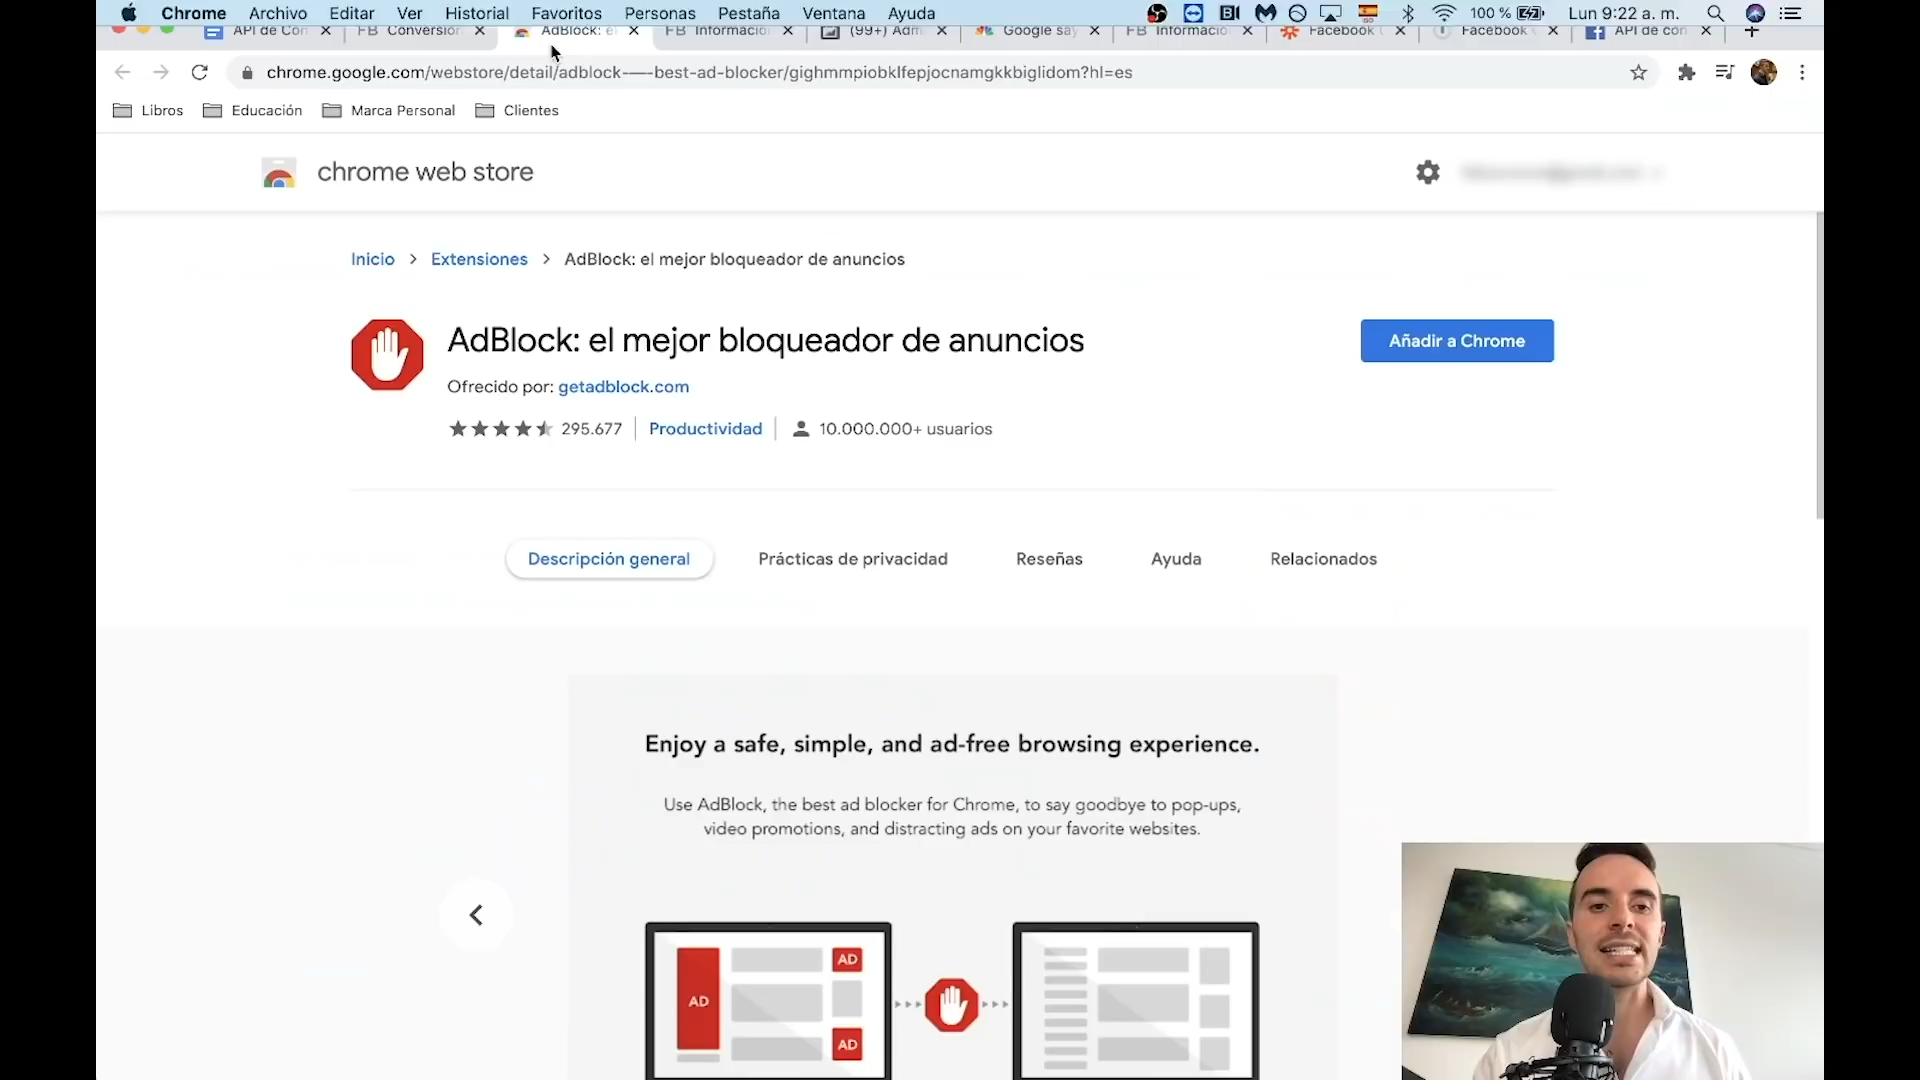 Chrome Archivo Editar Ver Historial Favoritos Personas Pestaña Ventana Ayuda 100 % Lun 9:22 a. m.
API de Con FB Conversion AdBlock: el FB Informació (99+) Adm Google say FB Informació Facebook C Facebook API de con
chrome.google.com/webstore/detail/adblock-—-best-ad-blocker/gighmmpiobklfepjocnamgkkbiglidom?hl=es
Libros Educación Marca Personal Clientes
chrome web store
Inicio > Extensiones > AdBlock: el mejor bloqueador de anuncios
AdBlock: el mejor bloqueador de anuncios
Añadir a Chrome
Ofrecido por: getadblock.com
295.677 Productividad 10.000.000+ usuarios
Descripción general Prácticas de privacidad Reseñas Ayuda Relacionados
Enjoy a safe, simple, and ad-free browsing experience.
Use AdBlock, the best ad blocker for Chrome, to say goodbye to pop-ups,
video promotions, and distracting ads on your favorite websites.
AD
AD
AD